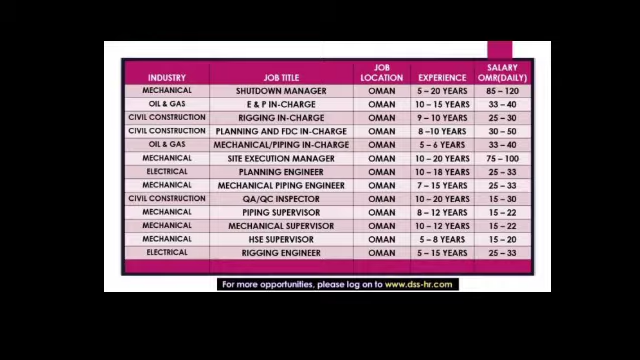 INDUSTRY JOB TITLE JOB LOCATION EXPERIENCE SALARY OMR(DAILY)
MECHANICAL SHUTDOWN MANAGER OMAN 5 – 20 YEARS 85 – 120
OIL & GAS E & P IN-CHARGE OMAN 10 – 15 YEARS 33 – 40
CIVIL CONSTRUCTION RIGGING IN-CHARGE OMAN 9 – 10 YEARS 25 – 30
CIVIL CONSTRUCTION PLANNING AND FDC IN-CHARGE OMAN 8 –10 YEARS 30 – 50
OIL & GAS MECHANICAL/PIPING IN-CHARGE OMAN 5 – 6 YEARS 33 – 40
MECHANICAL SITE EXECUTION MANAGER OMAN 10 – 20 YEARS 75 – 100
ELECTRICAL PLANNING ENGINEER OMAN 10 – 18 YEARS 25 – 33
MECHANICAL MECHANICAL PIPING ENGINEER OMAN 7 – 15 YEARS 25 – 33
CIVIL CONSTRUCTION QA/QC INSPECTOR OMAN 10 – 20 YEARS 15 – 30
MECHANICAL PIPING SUPERVISOR OMAN 8 – 12 YEARS 15 – 22
MECHANICAL MECHANICAL SUPERVISOR OMAN 10 – 12 YEARS 15 – 22
MECHANICAL HSE SUPERVISOR OMAN 5 – 8 YEARS 15 – 20
ELECTRICAL RIGGING ENGINEER OMAN 5 – 15 YEARS 25 – 33
For more opportunities, please log on to www.dss-hr.com